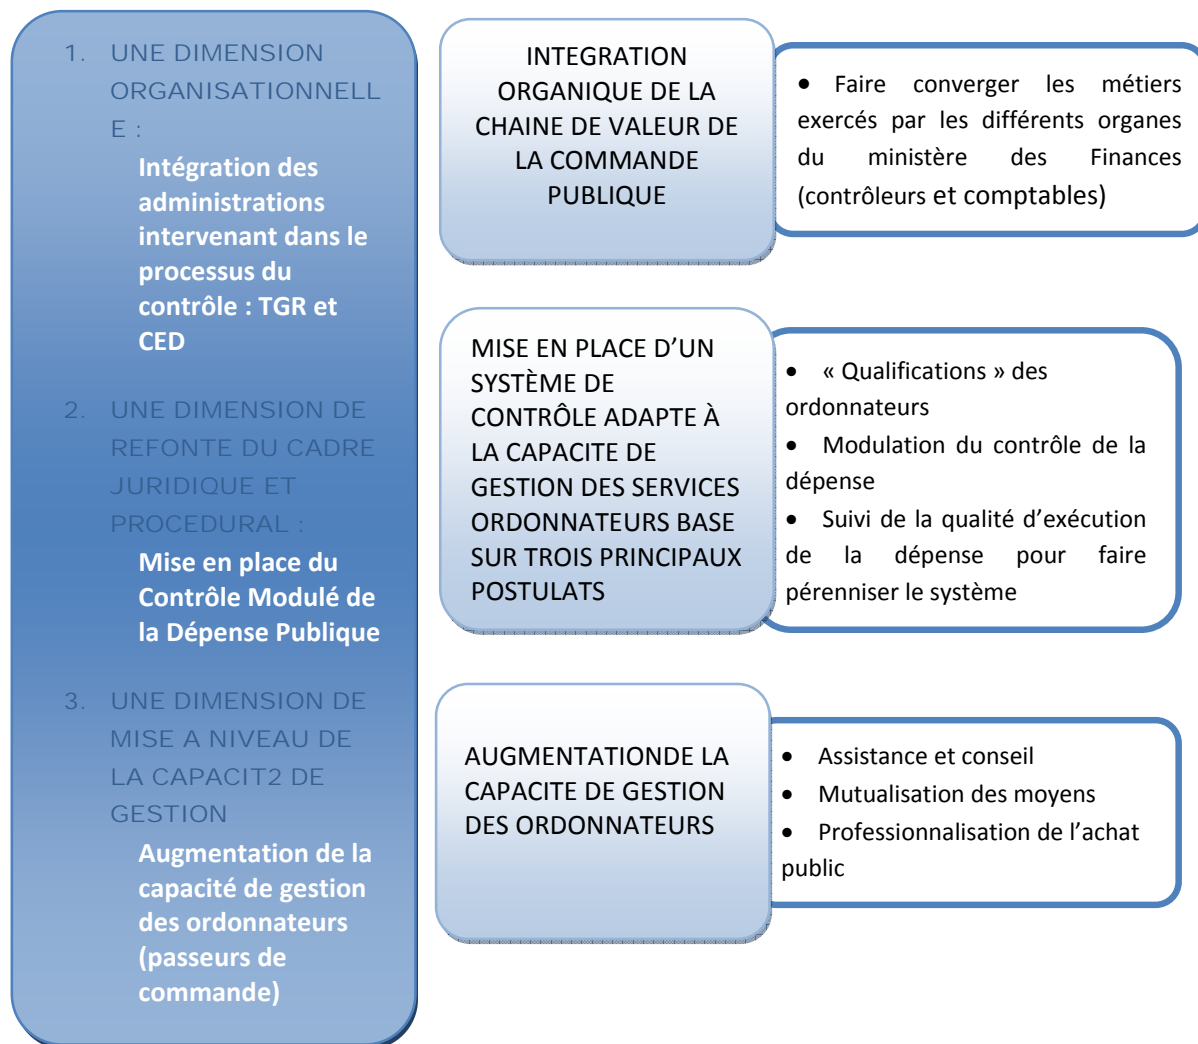 1. UNE DIMENSION
ORGANISATIONNELL
E :
Intégration des
administrations
intervenant dans le
processus du
contrôle : TGR et
CED
2. UNE DIMENSION DE
REFONTE DU CADRE
JURIDIQUE ET
PROCEDURAL :
Mise en place du
Contrôle Modulé de
la Dépense Publique
3. UNE DIMENSION DE
MISE A NIVEAU DE
LA CAPACIT2 DE
GESTION
Augmentation de la
capacité de gestion
des ordonnateurs
(passeurs de
commande)
INTEGRATION
ORGANIQUE DE LA
CHAINE DE VALEUR DE
LA COMMANDE
PUBLIQUE
• Faire converger les métiers
exercés par les différents organes
du ministère des Finances
(contrôleurs et comptables)
MISE EN PLACE D’UN
SYSTÈME DE
CONTRÔLE ADAPTE À
LA CAPACITE DE
GESTION DES SERVICES
ORDONNATEURS BASE
SUR TROIS PRINCIPAUX
POSTULATS
• « Qualifications » des
ordonnateurs
• Modulation du contrôle de la
dépense
• Suivi de la qualité d’exécution
de la dépense pour faire
pérenniser le système
AUGMENTATIONDE LA
CAPACITE DE GESTION
DES ORDONNATEURS
• Assistance et conseil
• Mutualisation des moyens
• Professionnalisation de l’achat
public